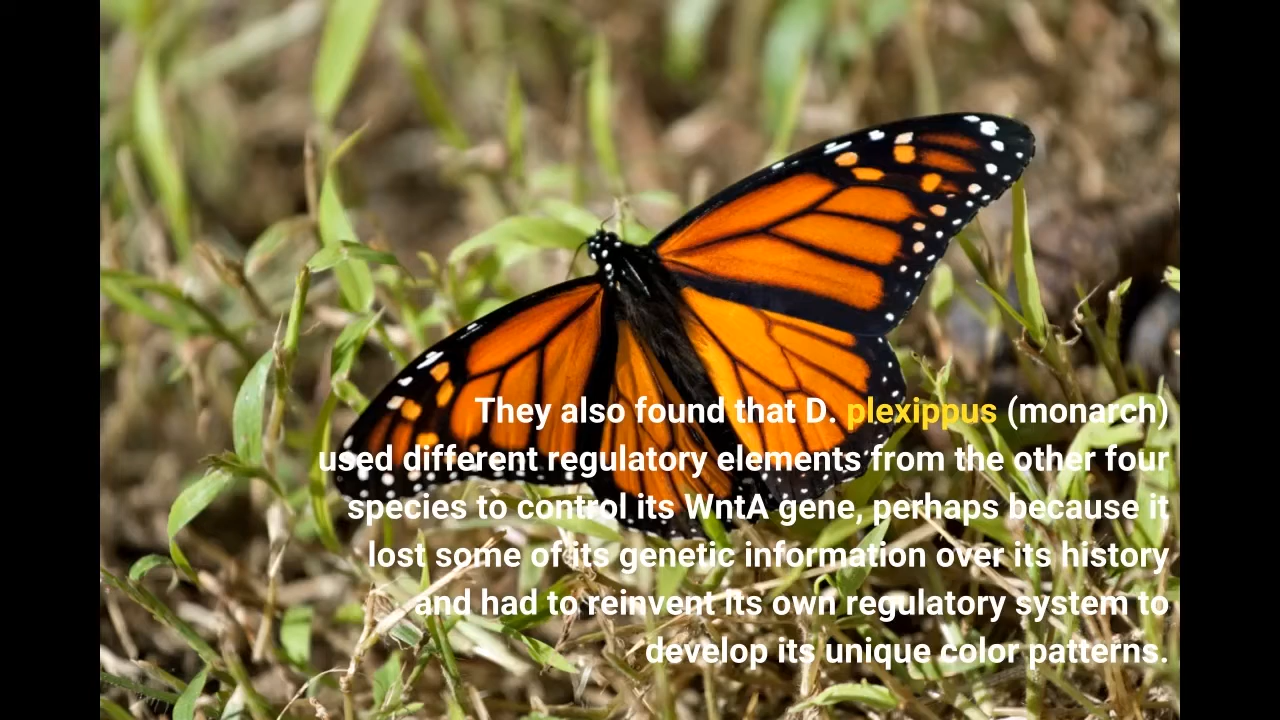 They also found that D. plexippus (monarch)
used different regulatory elements from the other four
species to control its WntA gene, perhaps because it
lost some of its genetic information over its history
and had to reinvent its own regulatory system to
develop its unique color patterns.